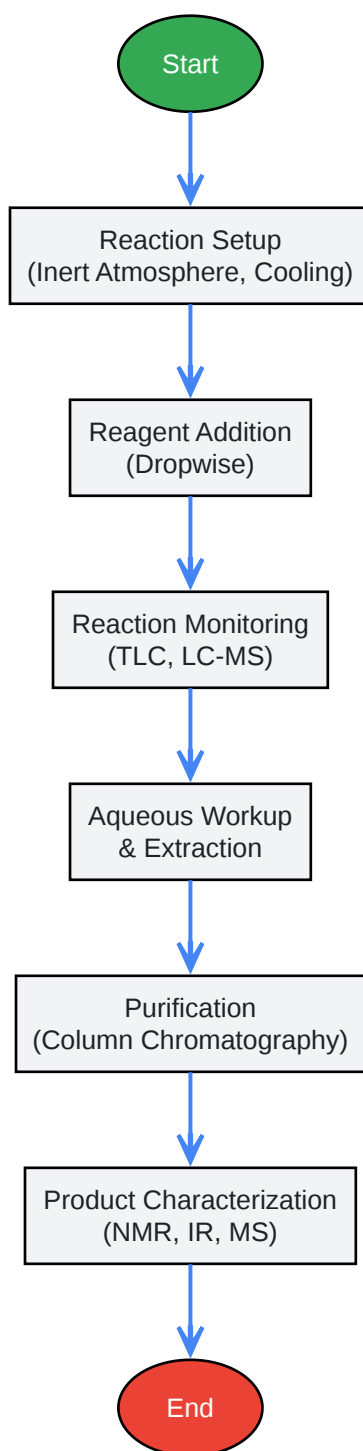 Start
Reaction Setup
(Inert Atmosphere, Cooling)
Reagent Addition
(Dropwise)
Reaction Monitoring
(TLC, LC-MS)
Aqueous Workup
& Extraction
Purification
(Column Chromatography)
Product Characterization
(NMR, IR, MS)
End